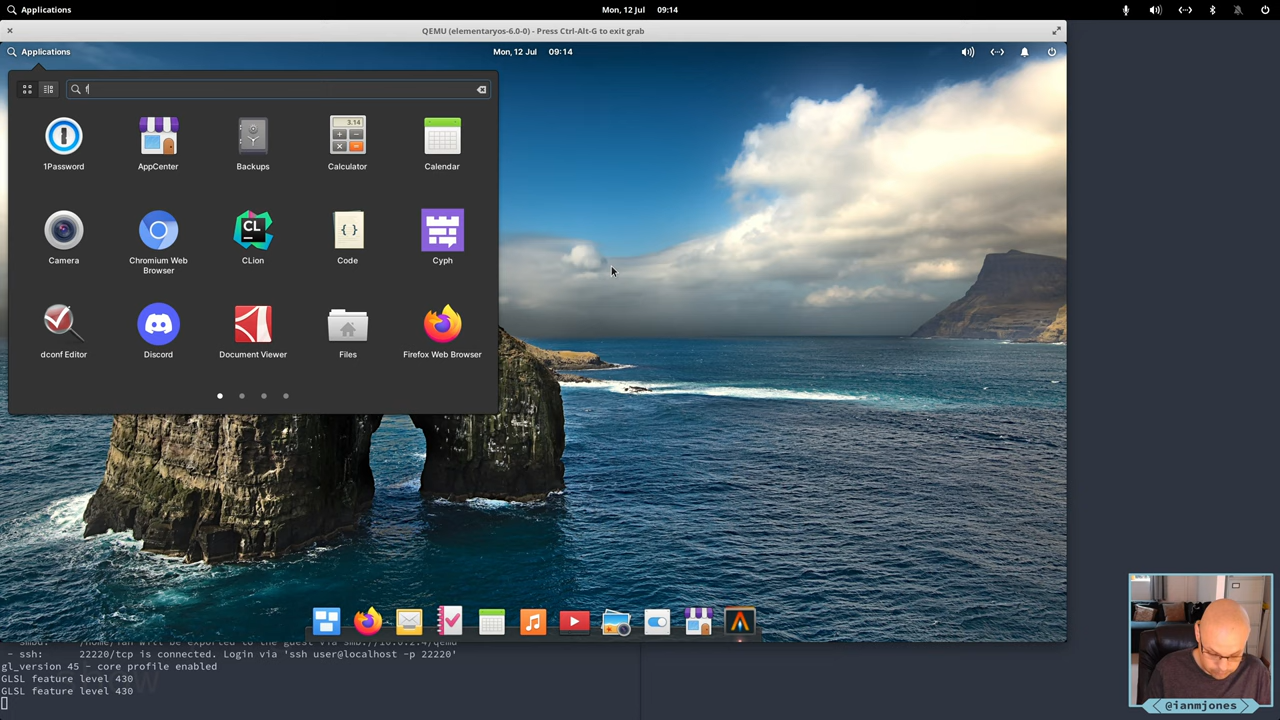 Applications
Mon, 12 Jul 09:14
QEMU (elementaryos-6.0-0) - Press Ctrl-Alt-G to exit grab
Applications
Mon, 12 Jul 09:14
f
3.14
1Password
AppCenter
Backups
Calculator
Calendar
CL
{ }
Camera
Chromium Web
Browser
CLion
Code
Cyph
dconf Editor
Discord
Document Viewer
Files
Firefox Web Browser
- ssh: 22220/tcp is connected. Login via 'ssh user@localhost -p 22220'
gl_version 45 - core profile enabled
GLSL feature level 430
GLSL feature level 430
@ianmjones